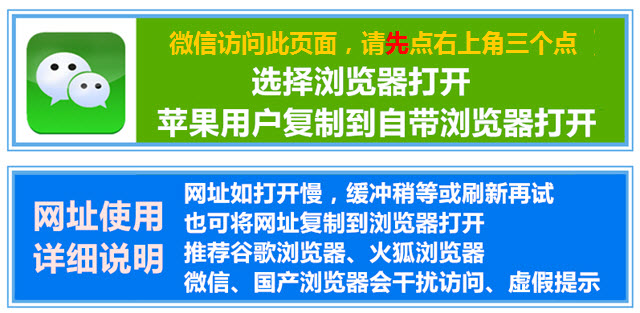 微信访问此页面，请先点右上角三个点
选择浏览器打开
苹果用户复制到自带浏览器打开
网址使用
详细说明
网址如打开慢，缓冲稍等或刷新再试
也可将网址复制到浏览器打开
推荐谷歌浏览器、火狐浏览器
微信、国产浏览器会干扰访问、虚假提示